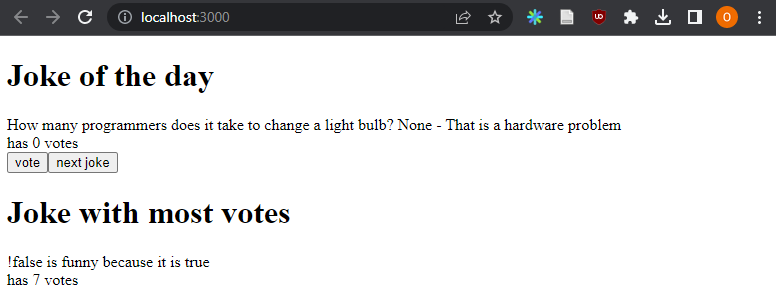 localhost:3000
UD
O
Joke of the day
How many programmers does it take to change a light bulb? None - That is a hardware problem
has 0 votes
vote next joke
Joke with most votes
!false is funny because it is true
has 7 votes